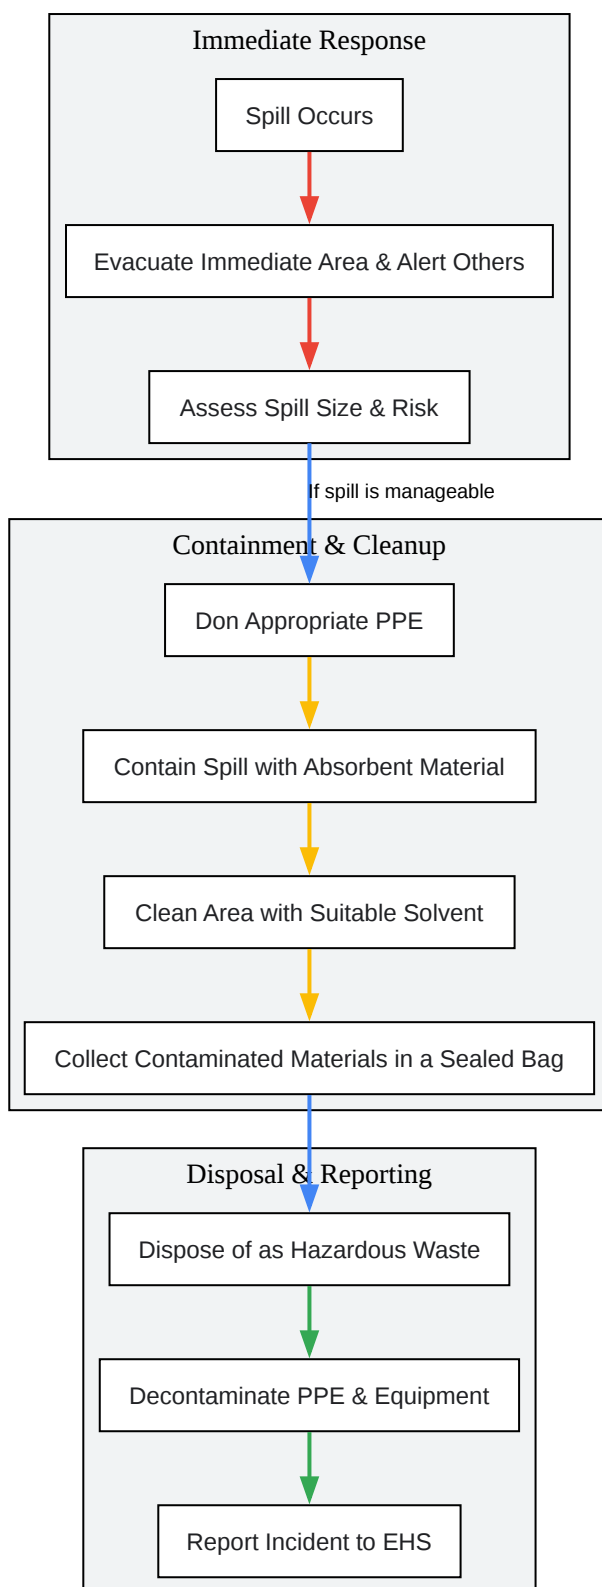 Immediate Response
Spill Occurs
Evacuate Immediate Area & Alert Others
Assess Spill Size & Risk
If spill is manageable
Containment & Cleanup
Don Appropriate PPE
Contain Spill with Absorbent Material
Clean Area with Suitable Solvent
Collect Contaminated Materials in a Sealed Bag
Disposal & Reporting
Dispose of as Hazardous Waste
Decontaminate PPE & Equipment
Report Incident to EHS